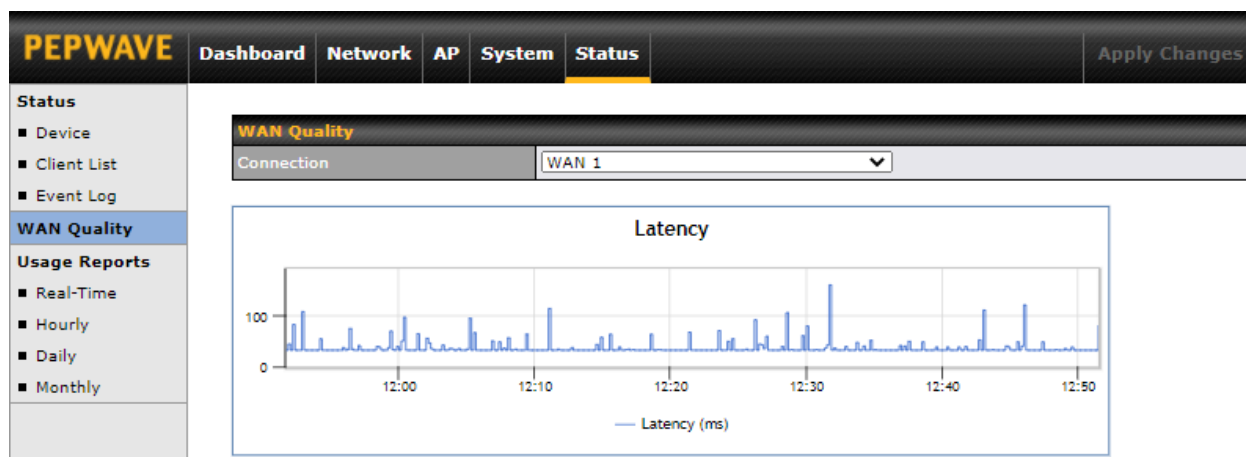 PEPWAVE Dashboard Network AP System Status Apply Changes
Status
Device
Client List
Event Log
WAN Quality
Usage Reports
Real-Time
Hourly
Daily
Monthly
WAN Quality
Connection WAN 1
Latency
100
0
12:00 12:10 12:20 12:30 12:40 12:50
Latency (ms)